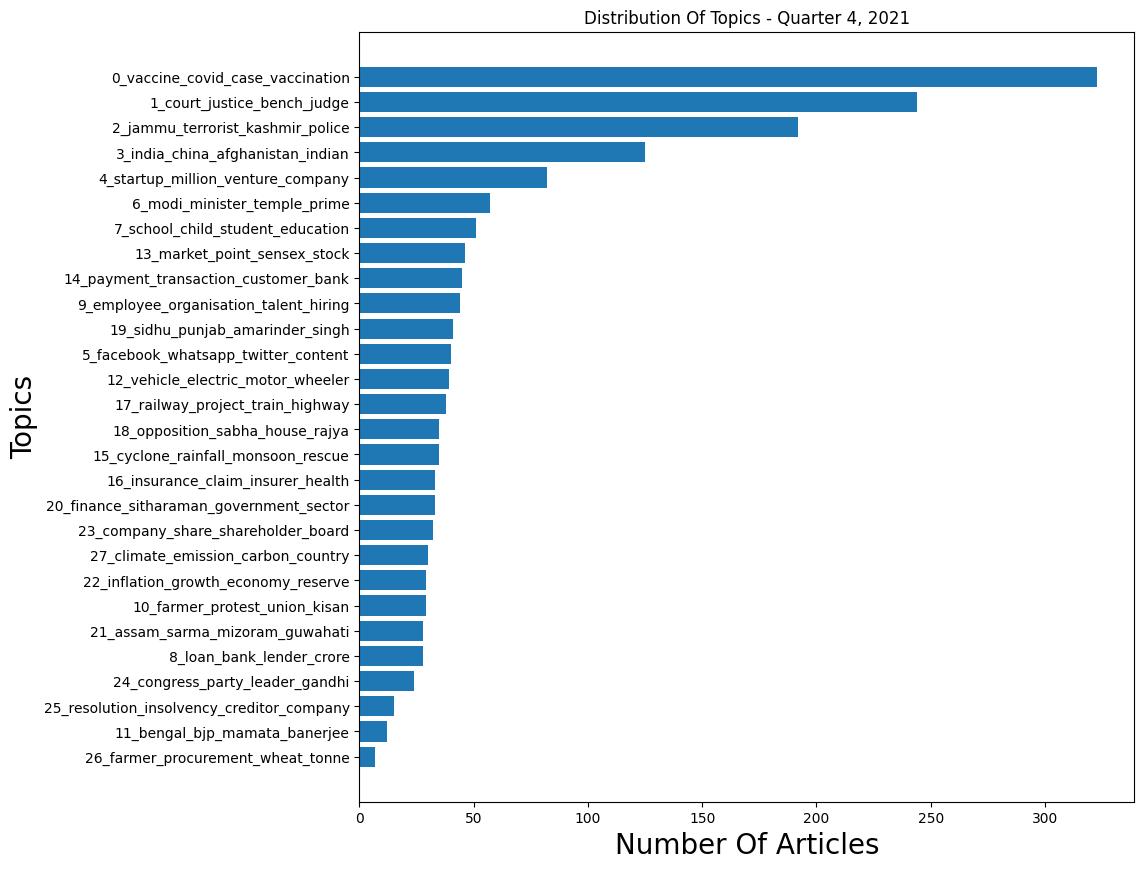 Distribution Of Topics - Quarter 4, 2021
Topics
0_vaccine_covid_case_vaccination
1_court_justice_bench_judge
2_jammu_terrorist_kashmir_police
3_india_china_afghanistan_indian
4_startup_million_venture_company
6_modi_minister_temple_prime
7_school_child_student_education
13_market_point_sensex_stock
14_payment_transaction_customer_bank
9_employee_organisation_talent_hiring
19_sidhu_punjab_amarinder_singh
5_facebook_whatsapp_twitter_content
12_vehicle_electric_motor_wheeler
17_railway_project_train_highway
18_opposition_sabha_house_rajya
15_cyclone_rainfall_monsoon_rescue
16_insurance_claim_insurer_health
20_finance_sitharaman_government_sector
23_company_share_shareholder_board
27_climate_emission_carbon_country
22_inflation_growth_economy_reserve
10_farmer_protest_union_kisan
21_assam_sarma_mizoram_guwahati
8_loan_bank_lender_crore
24_congress_party_leader_gandhi
25_resolution_insolvency_creditor_company
11_bengal_bjp_mamata_banerjee
26_farmer_procurement_wheat_tonne
0 50 100 150 200 250 300
Number Of Articles